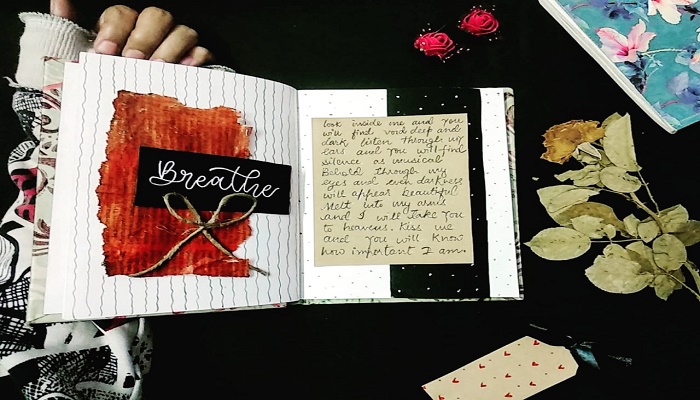 Breathe
look inside me and you
will find void deep and
dark listen through my
ears and you will find
silence as musical
Behold through my
eyes and even darkness
will appear beautiful
Melt into my arms
and I will take you
to heavens. Kiss me
and you will know
how important I am.